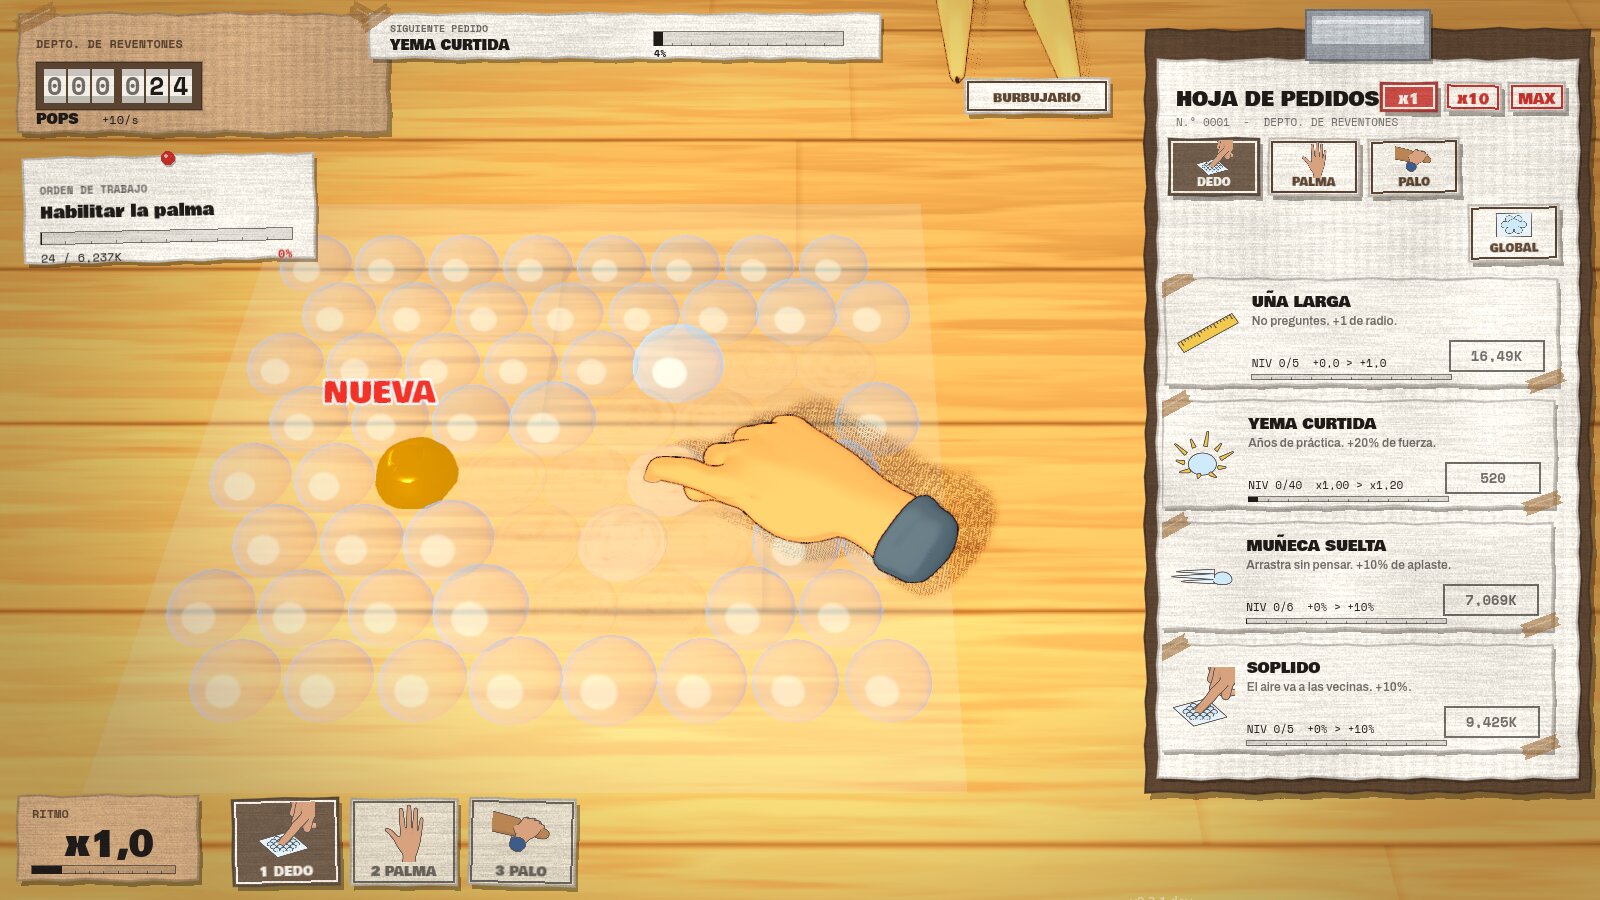 DEPTO. DE REVENTONES
000 024
POPS +10/s
SIGUIENTE PEDIDO
YEMA CURTIDA
4%
BURBUJARIO
ORDEN DE TRABAJO
Habilitar la palma
24 / 6,237K
0%
NUEVA
HOJA DE PEDIDOS
x1
x10
MAX
N.° 0001 - DEPTO. DE REVENTONES
DEDO
PALMA
PALO
GLOBAL
UÑA LARGA
No preguntes. +1 de radio.
NIV 0/5 +0,0 > +1,0
16,49K
YEMA CURTIDA
Años de práctica. +20% de fuerza.
NIV 0/40 x1,00 > x1,20
520
MUÑECA SUELTA
Arrastra sin pensar. +10% de aplaste.
NIV 0/6 +0% > +10%
7,069K
SOPLIDO
El aire va a las vecinas. +10%.
NIV 0/5 +0% > +10%
9,425K
RITMO
x1,0
1 DEDO
2 PALMA
3 PALO